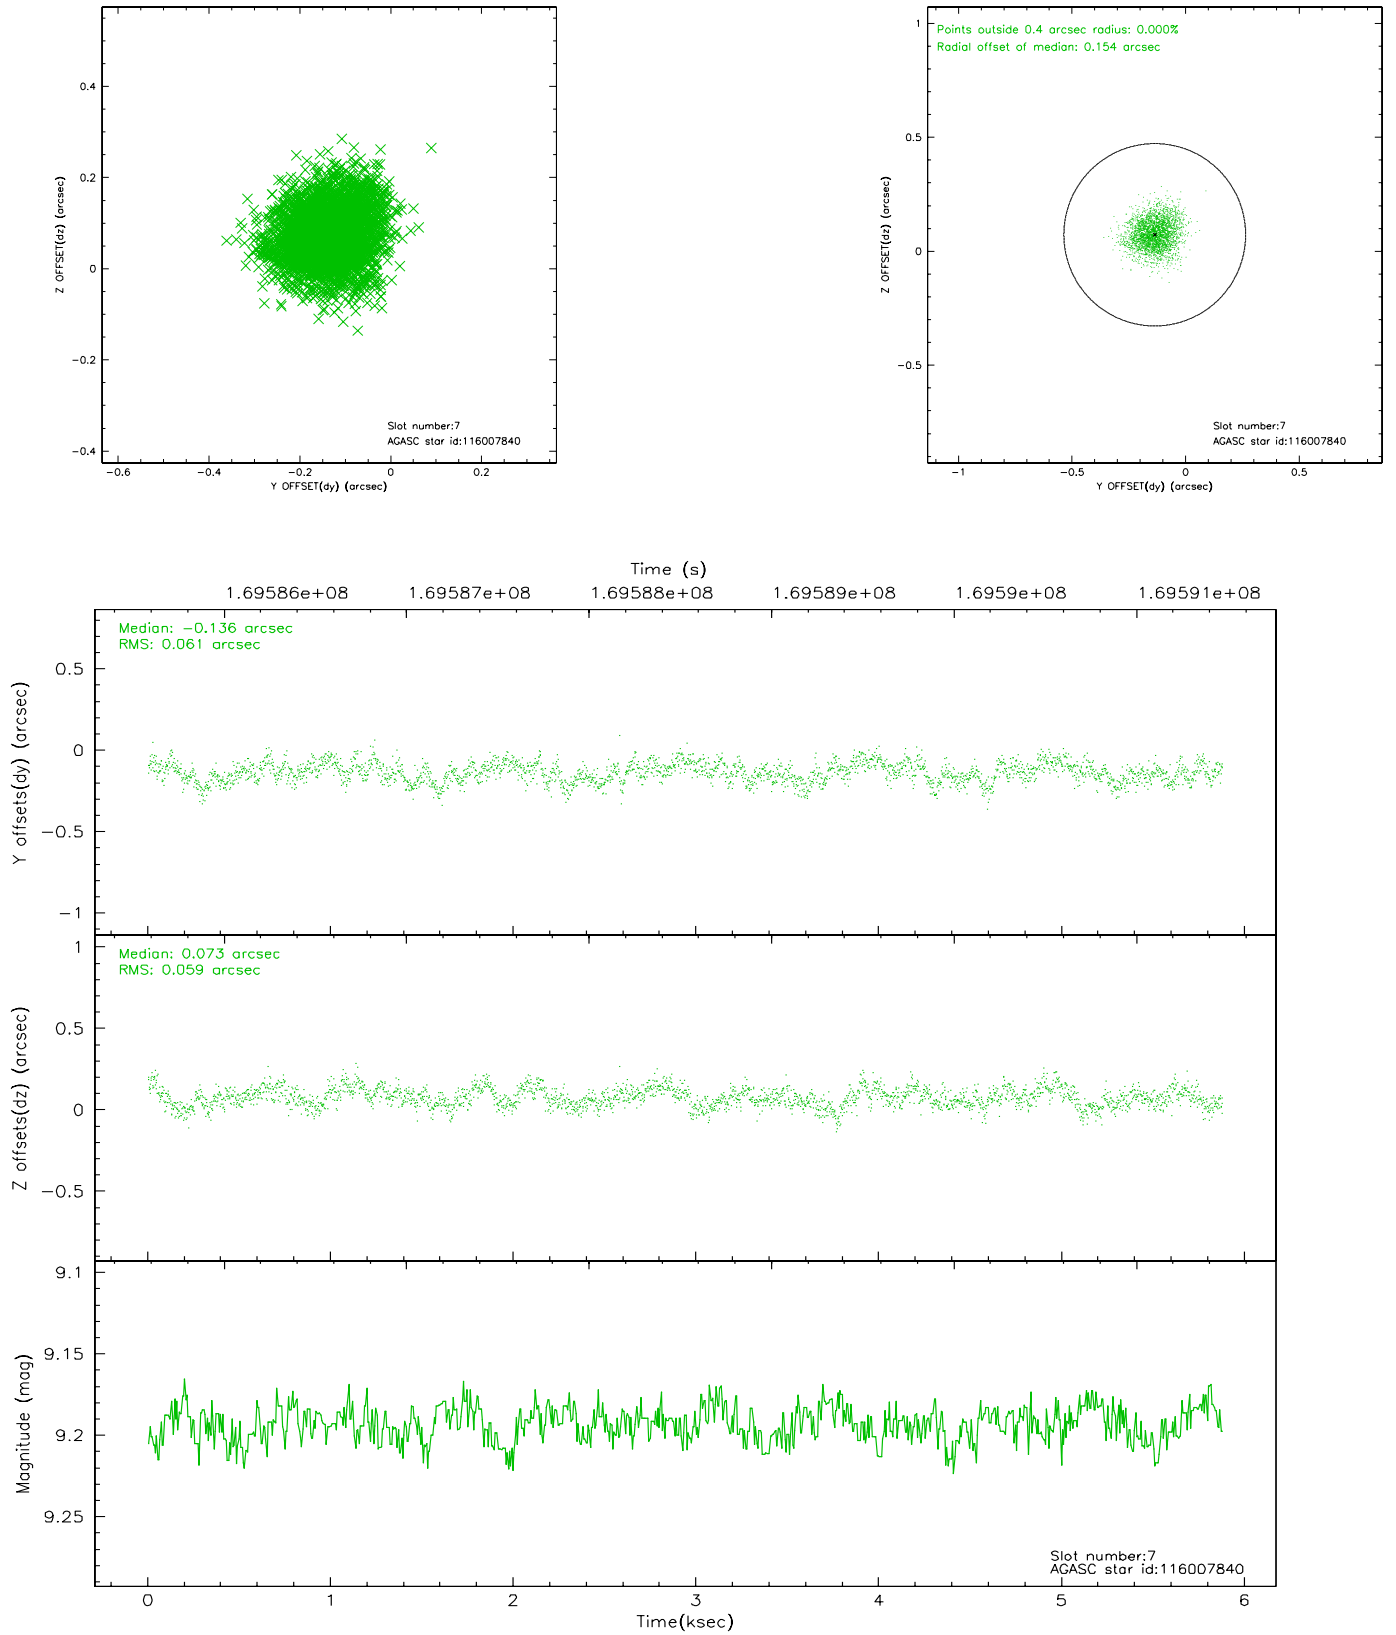 0.4
0.2
0
-0.2
-0.4
Z OFFSET(dz) (arcsec)
Slot number:7
AGASC star id:116007840
-0.6 -0.4 -0.2 0 0.2
Y OFFSET(dy) (arcsec)
Points outside 0.4 arcsec radius: 0.000%
Radial offset of median: 0.154 arcsec
1
0.5
0
-0.5
Z OFFSET(dz) (arcsec)
Slot number:7
AGASC star id:116007840
-1 -0.5 0 0.5
Y OFFSET(dy) (arcsec)
Time (s)
1.69586e+08 1.69587e+08 1.69588e+08 1.69589e+08 1.6959e+08 1.69591e+08
Median: -0.136 arcsec
RMS: 0.061 arcsec
0.5
0
-0.5
-1
Y offsets(dy) (arcsec)
Median: 0.073 arcsec
RMS: 0.059 arcsec
1
0.5
0
-0.5
Z offsets(dz) (arcsec)
9.1
9.15
9.2
9.25
Magnitude (mag)
Slot number:7
AGASC star id:116007840
0 1 2 3 4 5 6
Time(ksec)